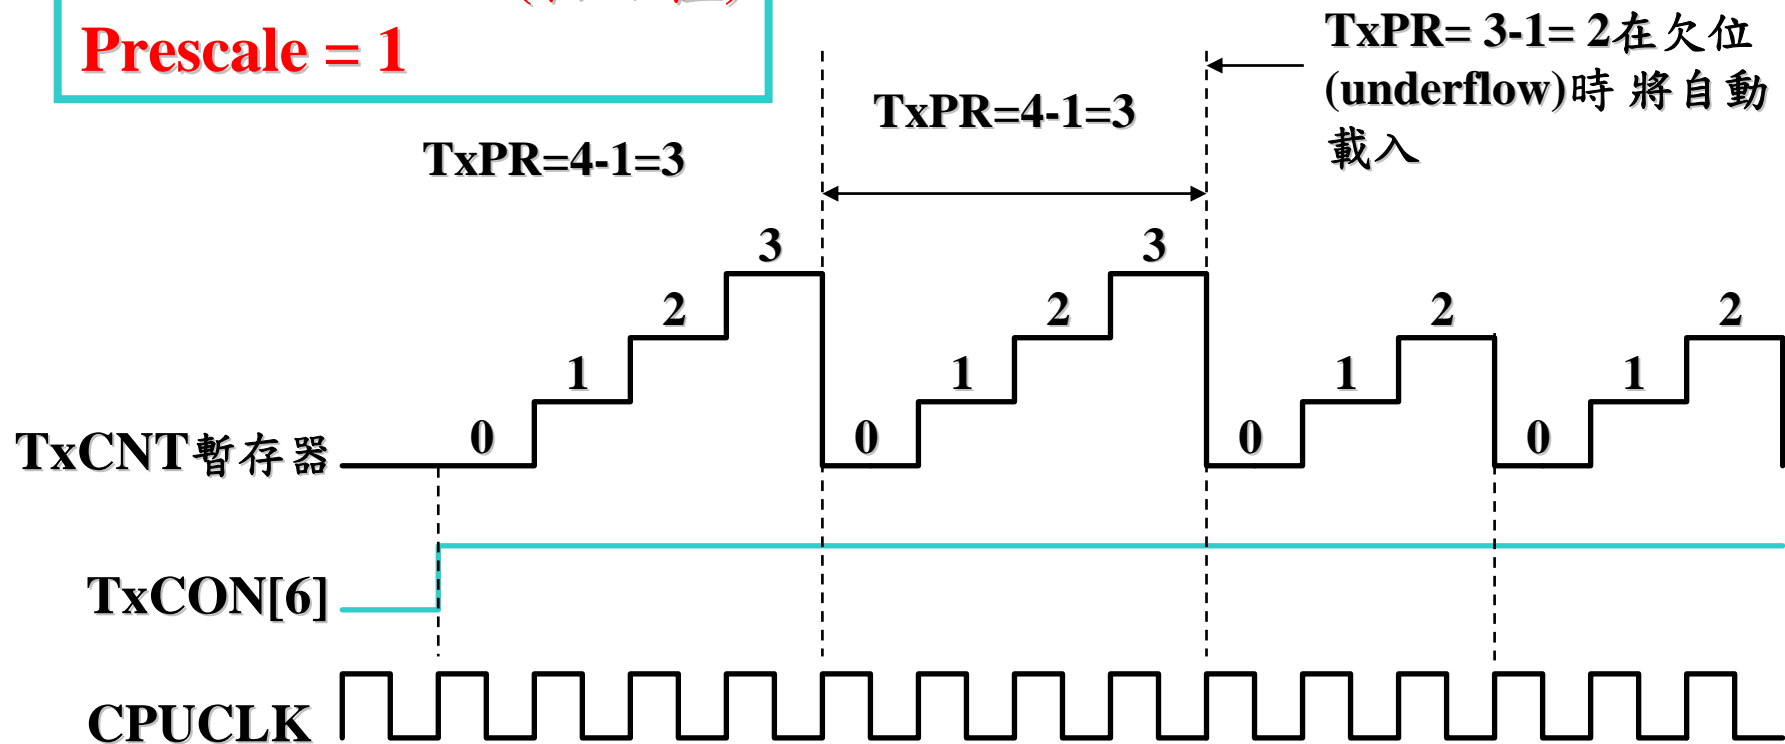 Prescale = 1
TxPR= 3-1= 2在欠位
(underflow)時 將自動
載入
TxPR=4-1=3
TxPR=4-1=3
3
3
2
2
2
2
1
1
1
1
0
0
0
0
TxCNT暫存器
TxCON[6]
CPUCLK